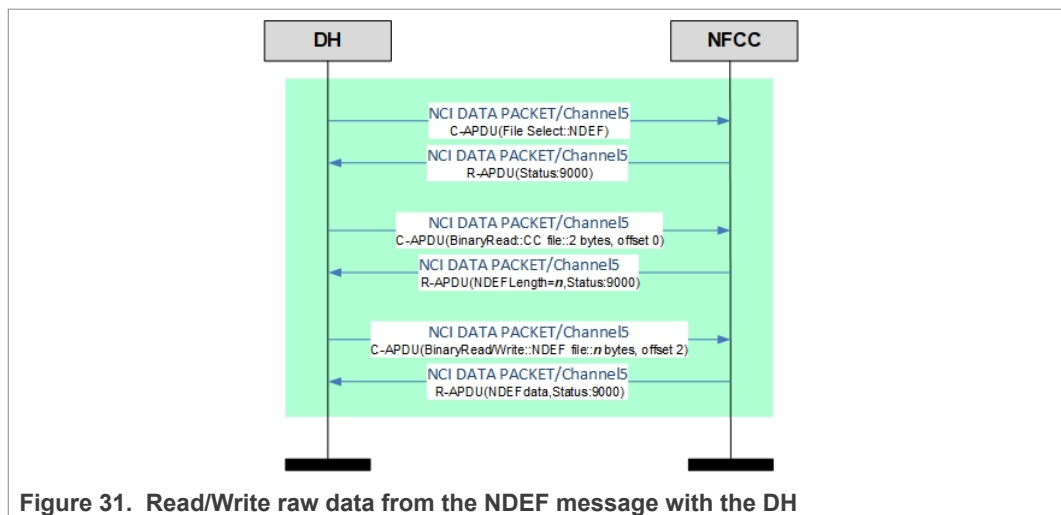 DH NFCC
NCI DATA PACKET/Channel5
C-APDU(File Select::NDEF)
NCI DATA PACKET/Channel5
R-APDU(Status:9000)
NCI DATA PACKET/Channel5
C-APDU(BinaryRead::CC file::2 bytes, offset 0)
NCI DATA PACKET/Channel5
R-APDU(NDEFLength=n,Status:9000)
NCI DATA PACKET/Channel5
C-APDU(BinaryRead/Write::NDEF file::n bytes, offset 2)
NCI DATA PACKET/Channel5
R-APDU(NDEFdata,Status:9000)
Figure 31. Read/Write raw data from the NDEF message with the DH